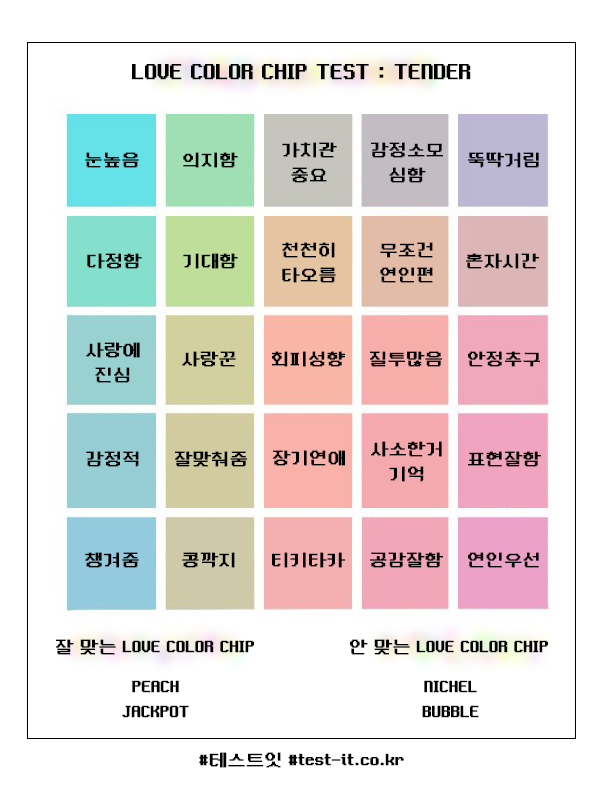 LOVE COLOR CHIP TEST : TENDER
눈높음 의지함 가치관 감정소모 뚝딱거림
중요 심함
다정함 기대함 천천히 무조건 혼자시간
타오름 연인편
사랑에 사랑꾼 회피성향 질투많음 안정추구
진심
감정적 잘맞춰줌 장기연애 사소한거 표현잘함
기억
챙겨줌 콩깍지 티키타카 공감잘함 연인우선
잘 맞는 LOVE COLOR CHIP 안 맞는 LOVE COLOR CHIP
PEACH NICHEL
JACKPOT BUBBLE
#테스트잇 #test-it.co.kr